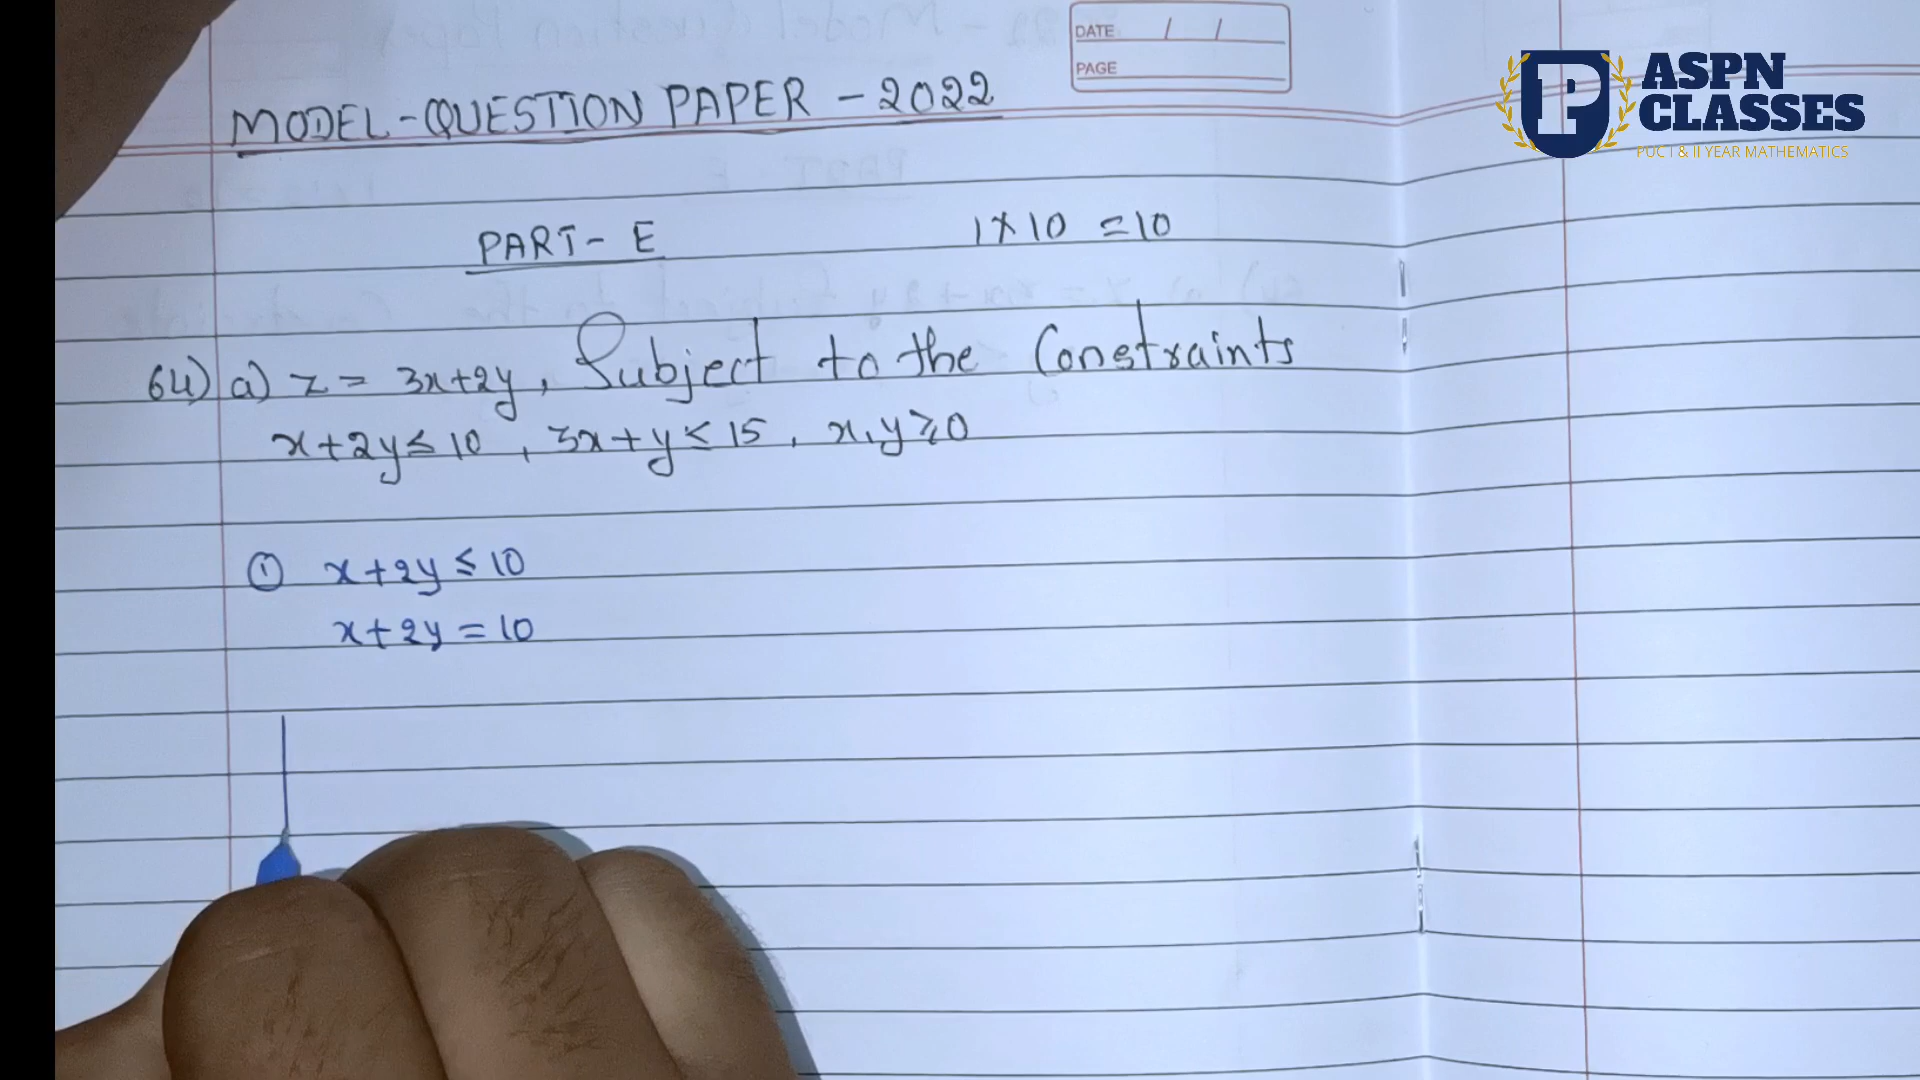 DATE / /
PAGE
ASPN
CLASSES
PUC I & II YEAR MATHEMATICS
MODEL-QUESTION PAPER - 2022
PART- E 1×10 = 10
64) a) z = 3x+2y, Subject to the Constraints
x+2y≤10, 3x+y<15, x,y≥0
① x+2y≤10
x+2y=10